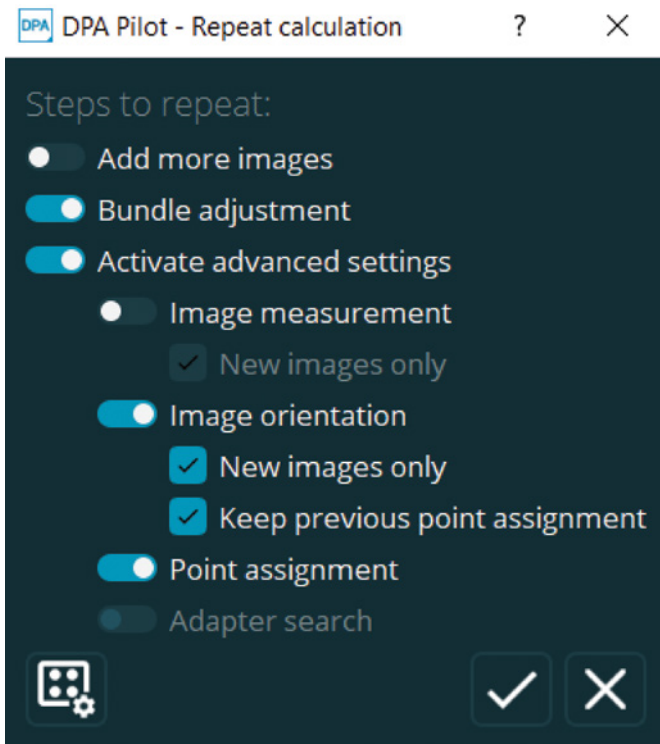 DPA DPA Pilot - Repeat calculation ? ×
Steps to repeat:
Add more images
Bundle adjustment
Activate advanced settings
Image measurement
New images only
Image orientation
New images only
Keep previous point assignment
Point assignment
Adapter search